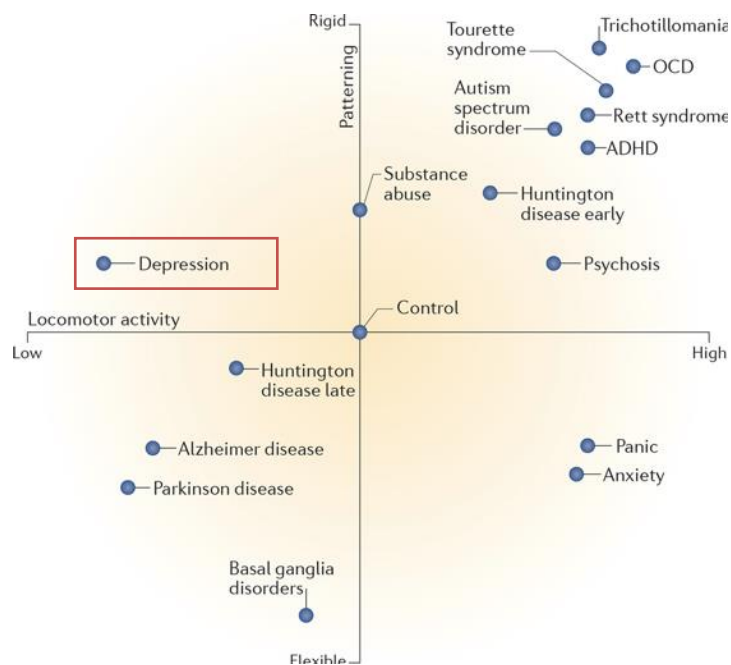 Rigid
Patterning
Trichotillomania
Tourette
syndrome
OCD
Autism
spectrum
disorder
Rett syndrome
ADHD
Substance
abuse
Huntington
disease early
Depression
Psychosis
Control
Locomotor activity
Low
High
Huntington
disease late
Alzheimer disease
Panic
Parkinson disease
Anxiety
Basal ganglia
disorders
Flexible